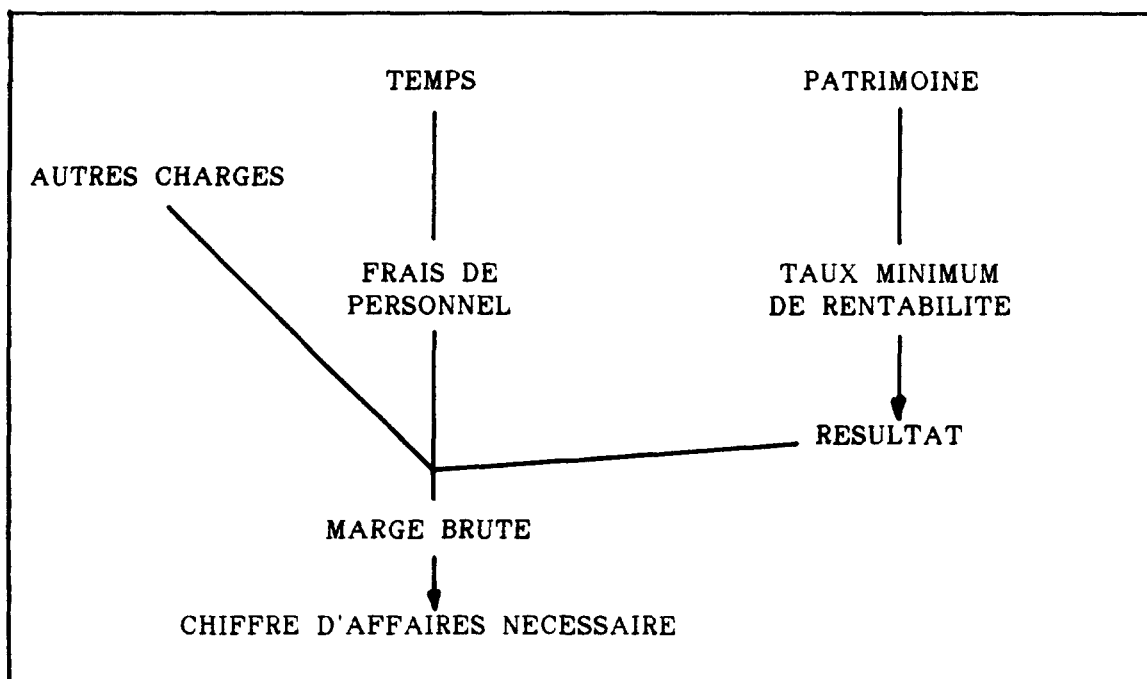 TEMPS
PATRIMOINE
AUTRES CHARGES
FRAIS DE
PERSONNEL
TAUX MINIMUM
DE RENTABILITE
RESULTAT
MARGE BRUTE
CHIFFRE D'AFFAIRES NECESSAIRE